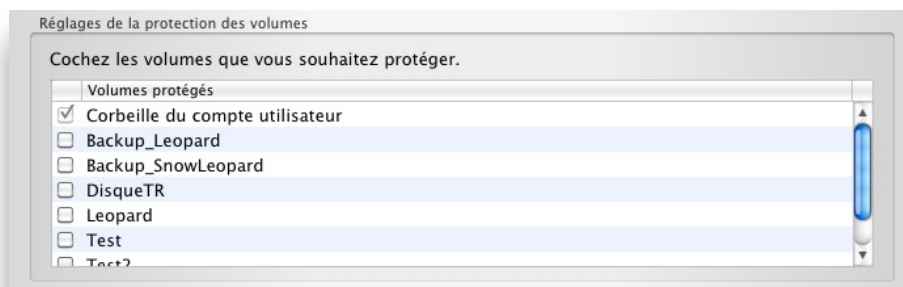 Réglages de la protection des volumes
Cochez les volumes que vous souhaitez protéger.
Volumes protégés
Corbeille du compte utilisateur
Backup_Leopard
Backup_SnowLeopard
DisqueTR
Leopard
Test
Test2